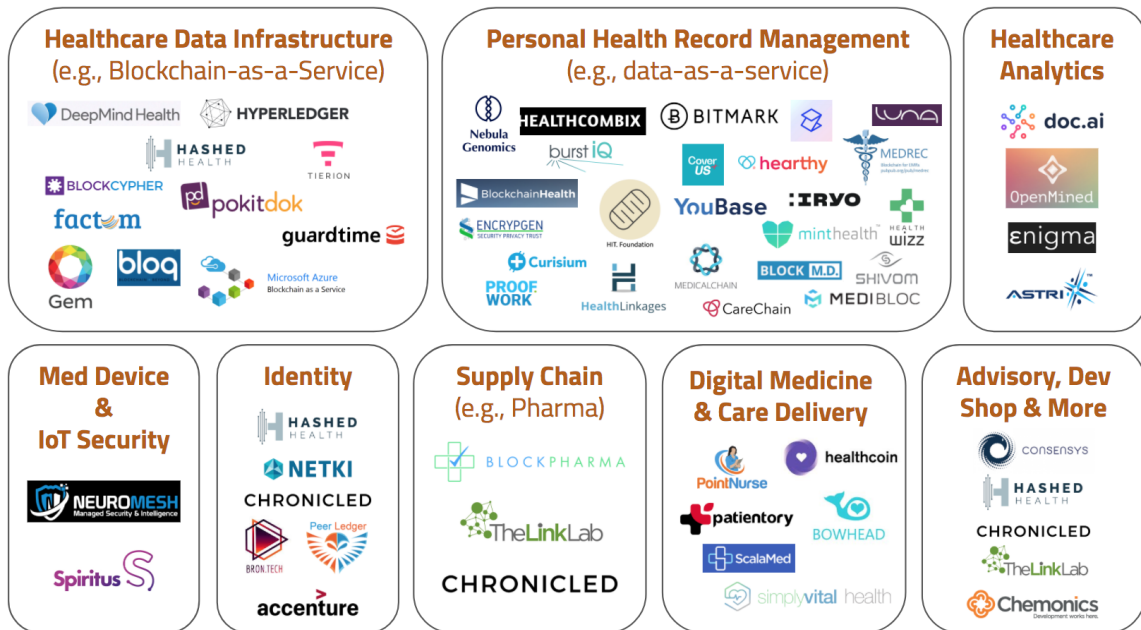 Healthcare Data Infrastructure
(e.g., Blockchain-as-a-Service)
DeepMind Health
HYPERLEDGER
HASHED
HEALTH
TIERION
BLOCKCYPHER
pokitdok
factom
guardtime
Gem
bloq
Microsoft Azure
Blockchain as a Service
Personal Health Record Management
(e.g., data-as-a-service)
Nebula
Genomics
HEALTHCOMBIX
BITMARK
LUNA
burstIQ
Cover
US
hearthy
MEDREC
BlockchainHealth
HIT. Foundation
YouBase
:IRYO
HEALTH
WIZZ
ENCRYPGEN
SECURITY PRIVACY TRUST
minthealth™
Curisium
PROOF.
WORK
HealthLinkages
MEDICALCHAIN
BLOCK M.D.
SHIVOM
CareChain
MEDIBLOC
Healthcare
Analytics
doc.ai
OpenMined
εnigma
ASTRI™
Med Device
&
IoT Security
NEUROMESH
Managed Security & Intelligence
Spiritus
Identity
HASHED
HEALTH
NETKI
CHRONICLED
BRON.TECH
Peer Ledger
accenture
Supply Chain
(e.g., Pharma)
BLOCKPHARMA
TheLinkLab
CHRONICLED
Digital Medicine
& Care Delivery
PointNurse
healthcoin
patientory
BOWHEAD
ScalaMed
simplyvital health
Advisory, Dev
Shop & More
CONSENSYS
HASHED
HEALTH
CHRONICLED
TheLinkLab
Chemonics
Development works here.